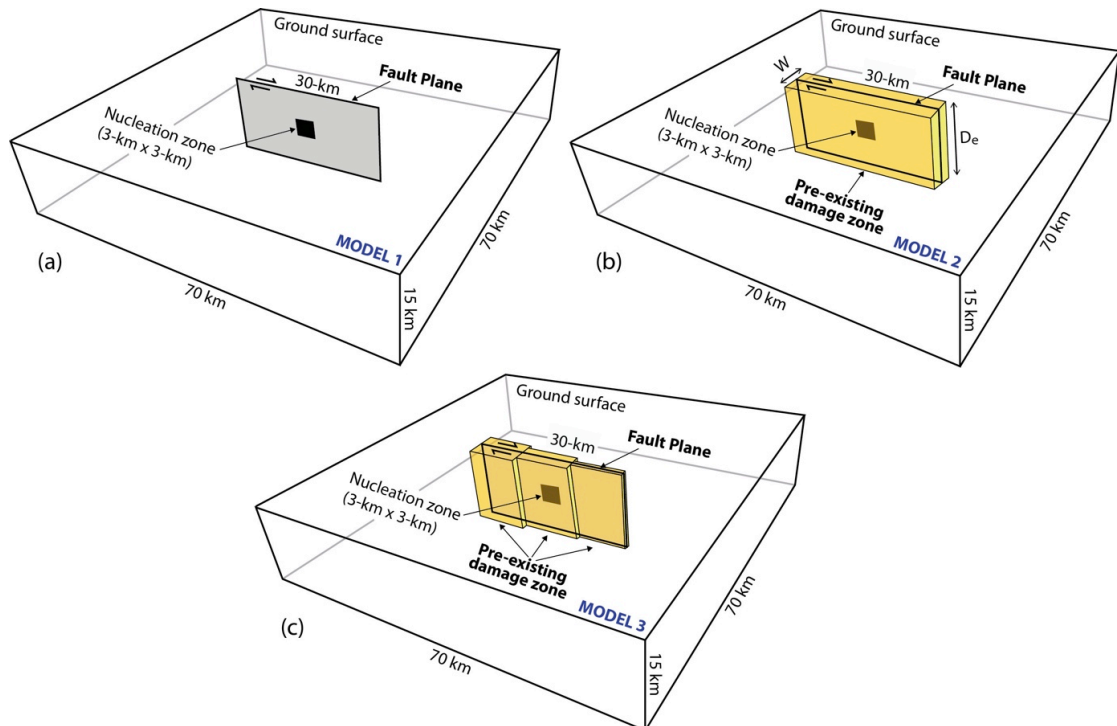 Ground surface
30-km
Fault Plane
Nucleation zone
(3-km x 3-km)
MODEL 1
(a)
70 km
15 km
70 km
Ground surface
W
30-km
Fault Plane
Nucleation zone
(3-km x 3-km)
De
Pre-existing
damage zone
MODEL 2
(b)
70 km
15 km
70 km
Ground surface
30-km
Fault Plane
Nucleation zone
(3-km x 3-km)
Pre-existing
damage zone
MODEL 3
(c)
70 km
15 km
70 km